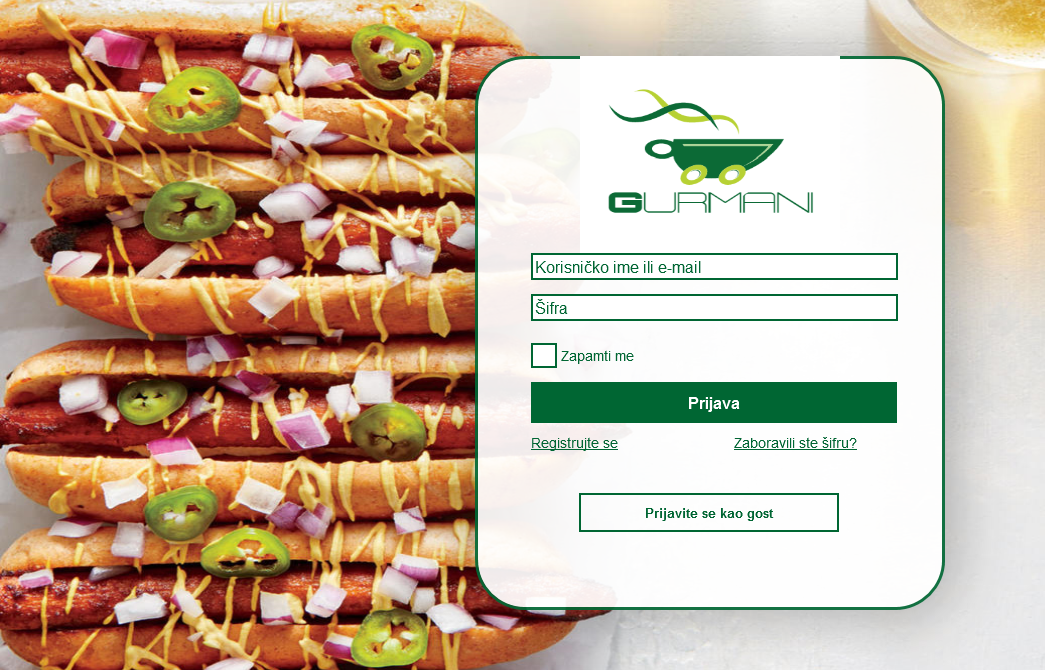 GURMANI
Korisničko ime ili e-mail
Šifra
Zapamti me
Prijava
Registrujte se
Zaboravili ste šifru?
Prijavite se kao gost